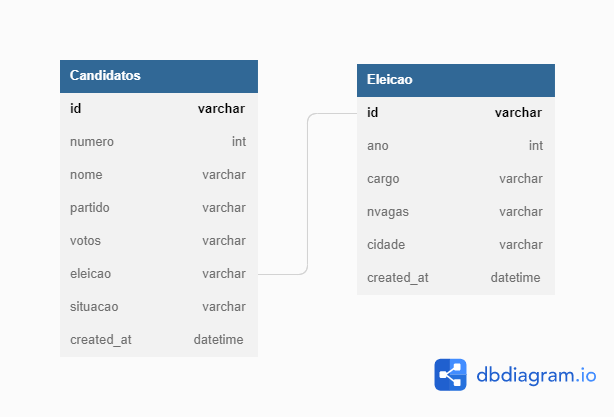 Candidatos
id varchar
numero int
nome varchar
partido varchar
votos varchar
eleicao varchar
situacao varchar
created_at datetime
Eleicao
id varchar
ano int
cargo varchar
nvagas varchar
cidade varchar
created_at datetime
dbdiagram.io